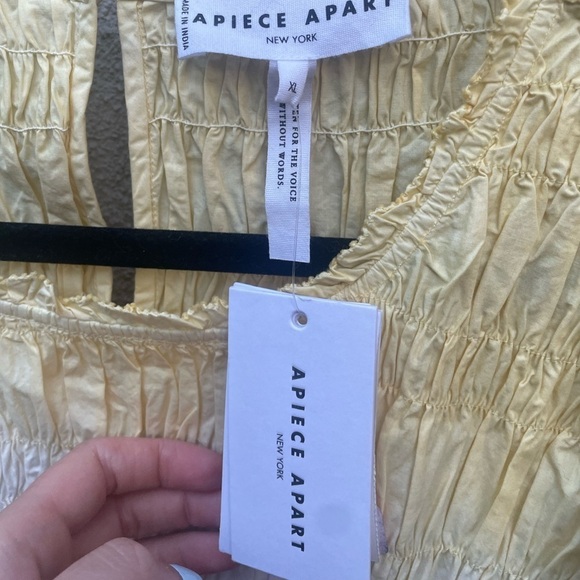 MADE IN INDIA
APIECE APART
NEW YORK
XL
FOR THE VOICE
WITHOUT WORDS.
APIECE APART
NEW YORK